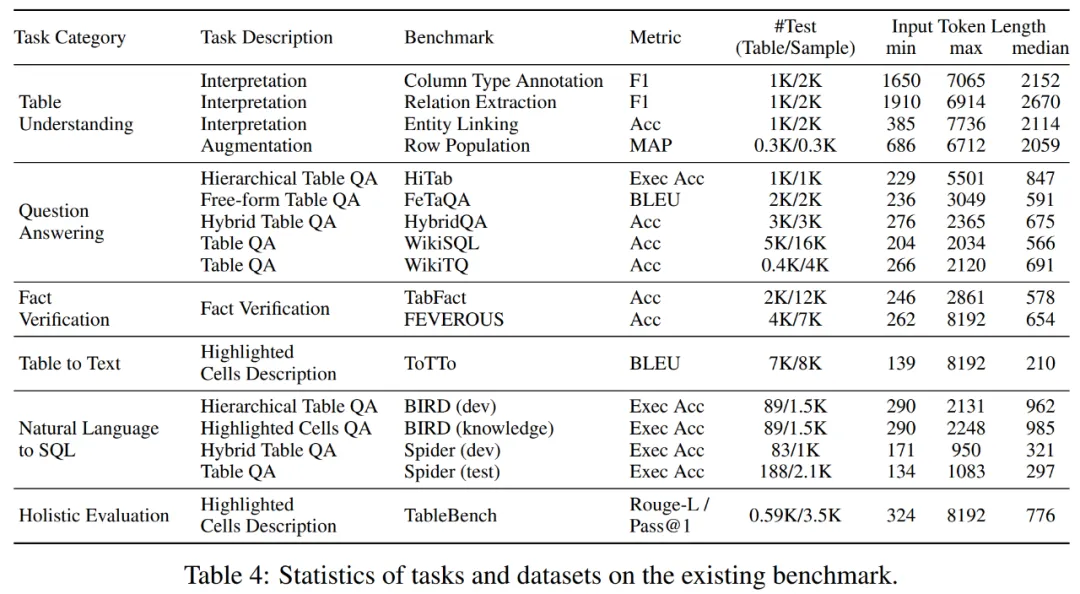 Task Category Task Description Benchmark Metric #Test (Table/Sample) Input Token Length min max median
Table Understanding
Interpretation Column Type Annotation F1 1K/2K 1650 7065 2152
Interpretation Relation Extraction F1 1K/2K 1910 6914 2670
Interpretation Entity Linking Acc 1K/2K 385 7736 2114
Augmentation Row Population MAP 0.3K/0.3K 686 6712 2059
Question Answering
Hierarchical Table QA HiTab Exec Acc 1K/1K 229 5501 847
Free-form Table QA FeTaQA BLEU 2K/2K 236 3049 591
Hybrid Table QA HybridQA Acc 3K/3K 276 2365 675
Table QA WikiSQL Acc 5K/16K 204 2034 566
Table QA WikiTQ Acc 0.4K/4K 266 2120 691
Fact Verification
Fact Verification
TabFact Acc 2K/12K 246 2861 578
FEVEROUS Acc 4K/7K 262 8192 654
Table to Text Highlighted Cells Description ToTTo BLEU 7K/8K 139 8192 210
Natural Language to SQL
Hierarchical Table QA BIRD (dev) Exec Acc 89/1.5K 290 2131 962
Highlighted Cells QA BIRD (knowledge) Exec Acc 89/1.5K 290 2248 985
Hybrid Table QA Spider (dev) Exec Acc 83/1K 171 950 321
Table QA Spider (test) Exec Acc 188/2.1K 134 1083 297
Holistic Evaluation Highlighted Cells Description TableBench Rouge-L / Pass@1 0.59K/3.5K 324 8192 776
Table 4: Statistics of tasks and datasets on the existing benchmark.